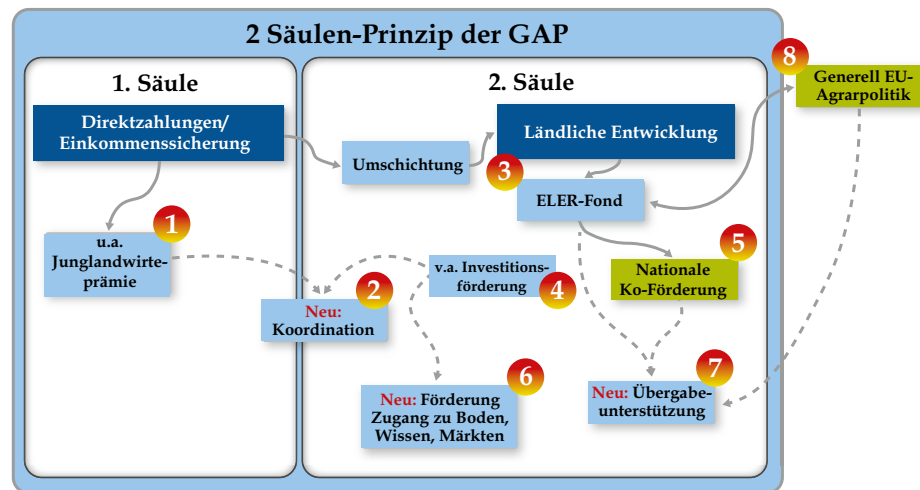 2 Säulen-Prinzip der GAP
1. Säule
2. Säule
8
Generell EU-
Agrarpolitik
Direktzahlungen/
Einkommenssicherung
Umschichtung
Ländliche Entwicklung
3
ELER-Fond
1
u.a.
Junglandwirte-
prämie
5
Nationale
Ko-Förderung
v.a. Investitions-
förderung
4
2
Neu:
Koordination
6
Neu: Förderung
Zugang zu Boden,
Wissen, Märkten
7
Neu: Übergabe-
unterstützung